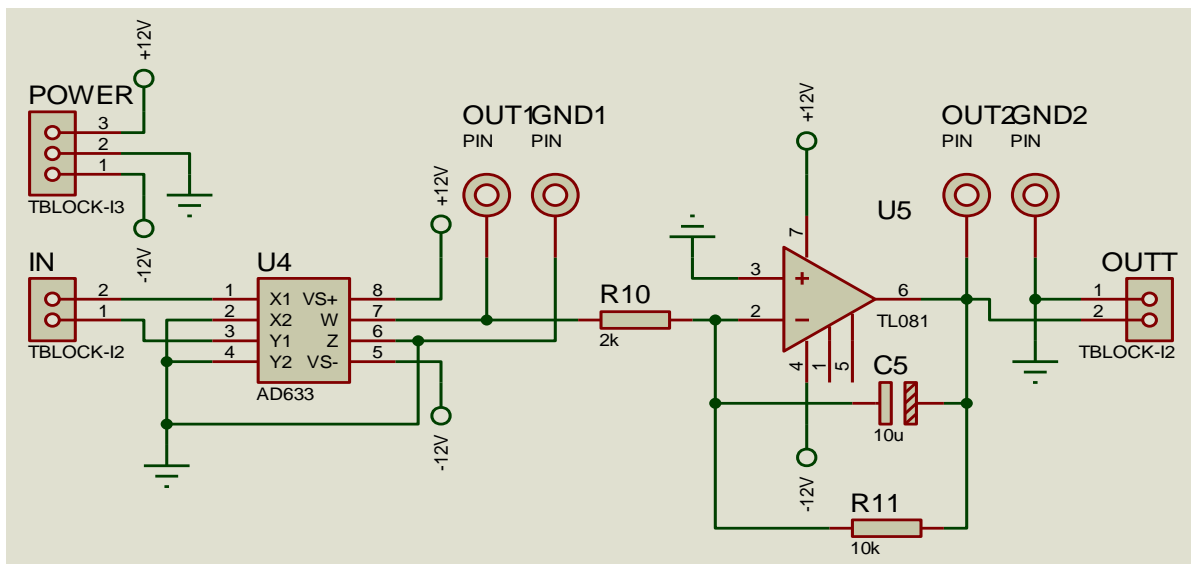 POWER
3
2
1
TBLOCK-I3
+12V
-12V
IN
2
1
TBLOCK-I2
U4
1 X1 VS+ 8
2 X2 W 7
3 Y1 Z 6
4 Y2 VS- 5
AD633
+12V
-12V
OUT1
PIN
GND1
PIN
R10
2k
+12V
U5
7
3
+
2
−
6
TL081
4
1
5
-12V
C5
10u
R11
10k
OUT2
PIN
GND2
PIN
OUTT
1
2
TBLOCK-I2